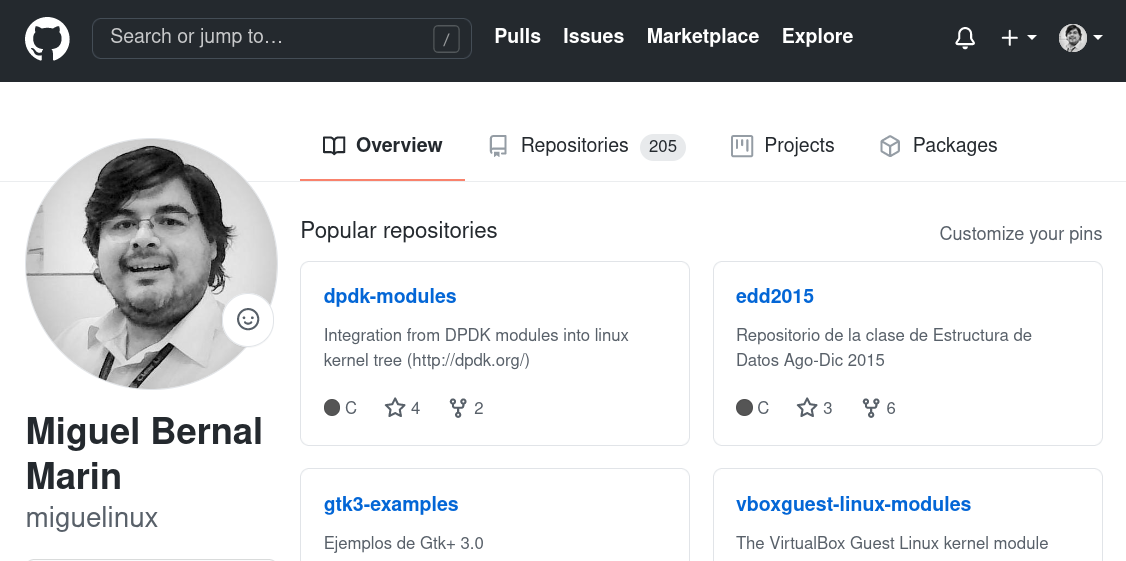 Search or jump to… / Pulls Issues Marketplace Explore
Overview Repositories 205 Projects Packages
Popular repositories Customize your pins
dpdk-modules
Integration from DPDK modules into linux
kernel tree (http://dpdk.org/)
C 4 2
edd2015
Repositorio de la clase de Estructura de
Datos Ago-Dic 2015
C 3 6
Miguel Bernal
Marin
miguelinux
gtk3-examples
Ejemplos de Gtk+ 3.0
vboxguest-linux-modules
The VirtualBox Guest Linux kernel module